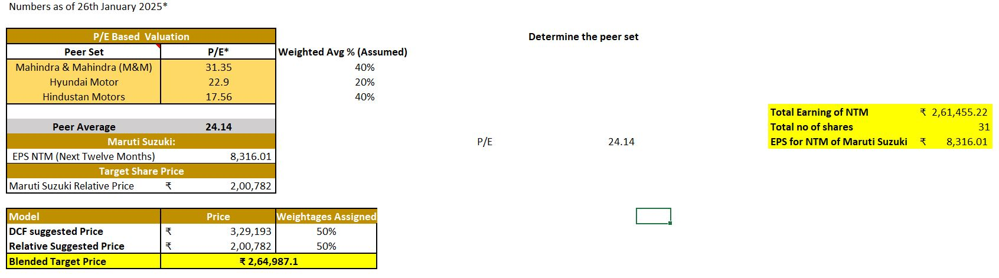 Numbers as of 26th January 2025*
P/E Based Valuation
Determine the peer set
Peer Set P/E* Weighted Avg % (Assumed)
Mahindra & Mahindra (M&M) 31.35 40%
Hyundai Motor 22.9 20%
Hindustan Motors 17.56 40%
Total Earning of NTM ₹ 2,61,455.22
Peer Average 24.14 Total no of shares 31
Maruti Suzuki: P/E 24.14 EPS for NTM of Maruti Suzuki ₹ 8,316.01
EPS NTM (Next Twelve Months) 8,316.01
Target Share Price
Maruti Suzuki Relative Price ₹ 2,00,782
Model Price Weightages Assigned
DCF suggested Price ₹ 3,29,193 50%
Relative Suggested Price ₹ 2,00,782 50%
Blended Target Price ₹ 2,64,987.1